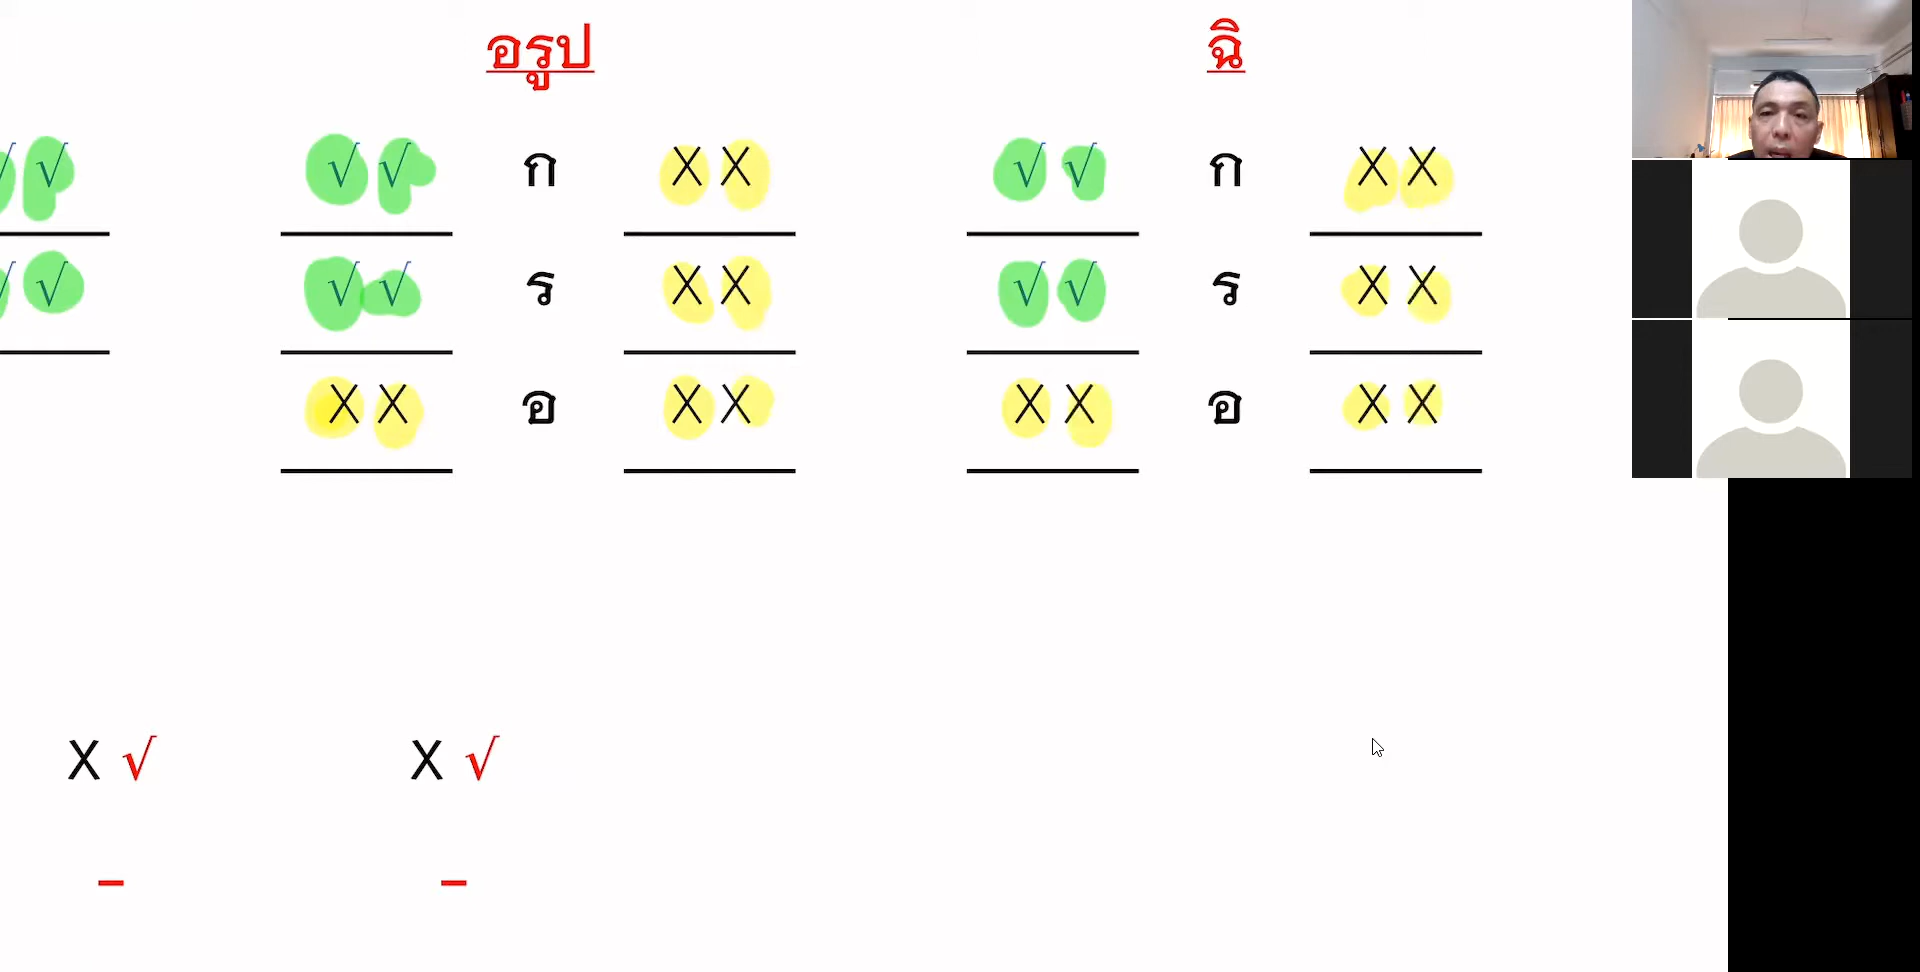 อรูป ฉิ
√ √ √ √ ก X X √ √ ก X X
√ √ √ √ ร X X √ √ ร X X
X X อ X X X X อ X X
X √ X √
– –